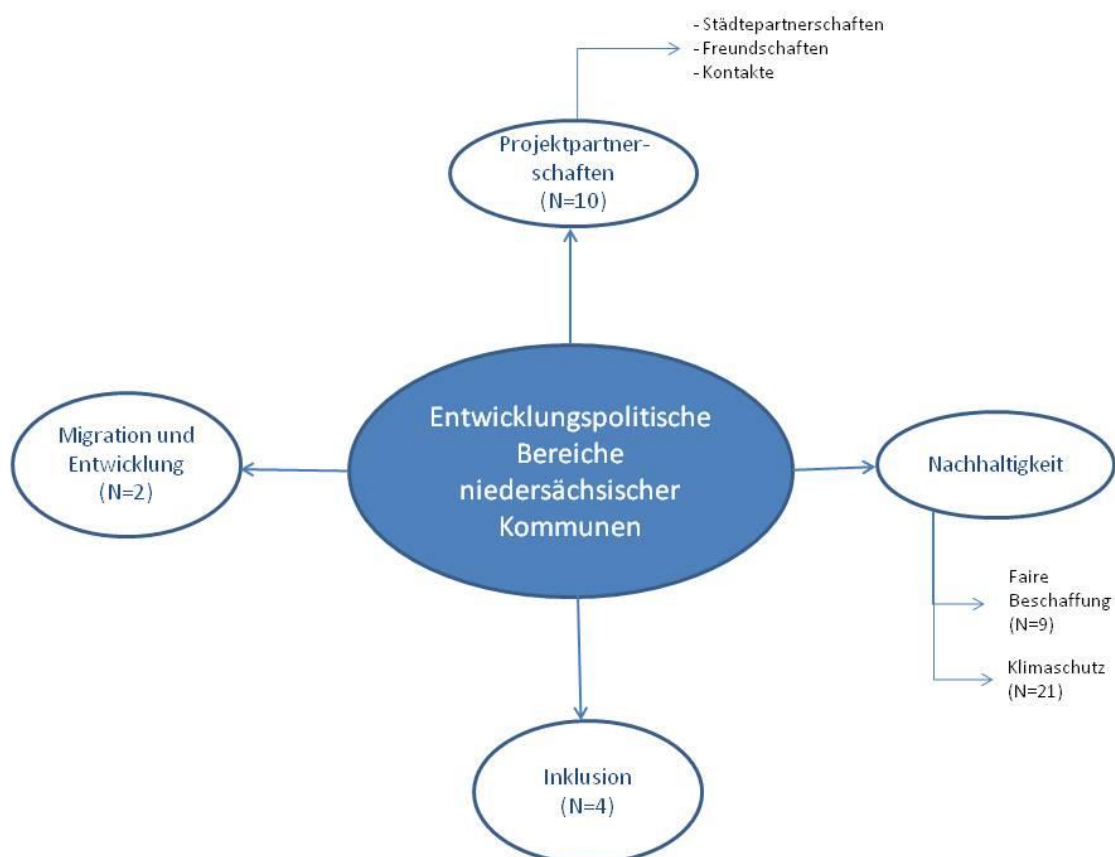 - Städtepartnerschaften
- Freundschaften
- Kontakte
Projektpartner-
schaften
(N=10)
Entwicklungspolitische
Bereiche
niedersächsischer
Kommunen
Migration und
Entwicklung
(N=2)
Nachhaltigkeit
Faire
Beschaffung
(N=9)
Klimaschutz
(N=21)
Inklusion
(N=4)